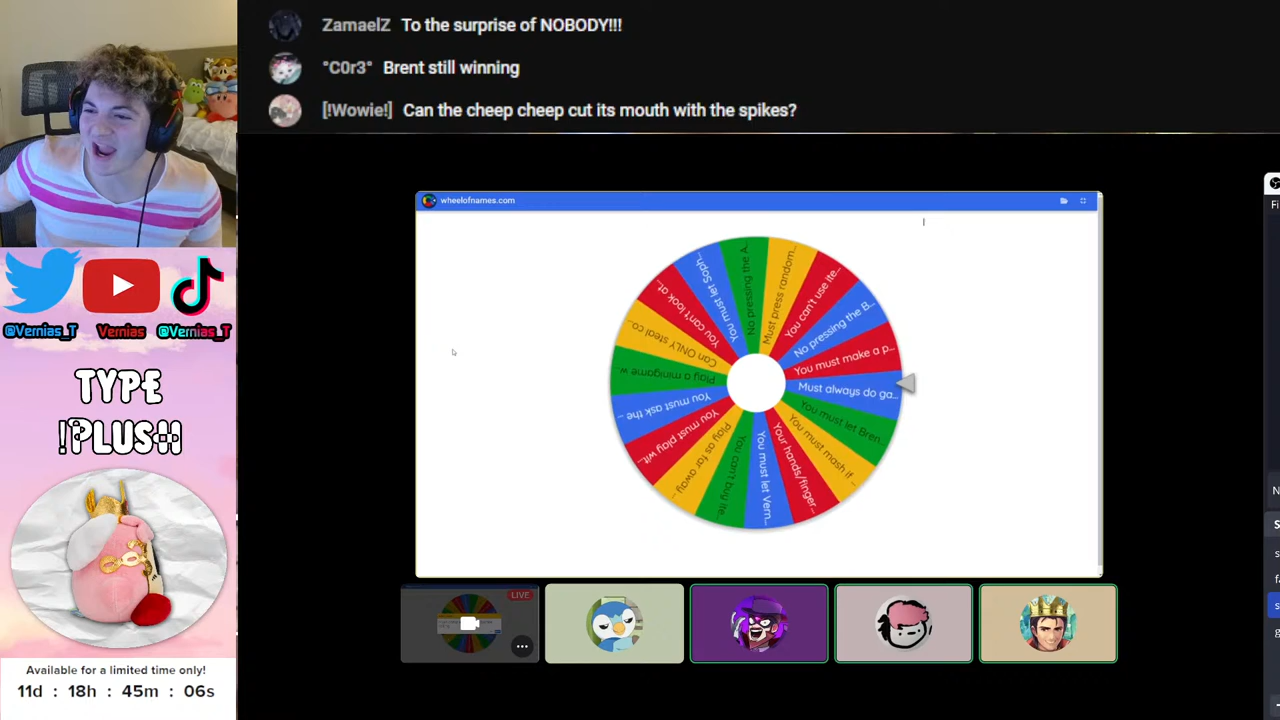 ZamaelZ To the surprise of NOBODY!!!
°C0r3° Brent still winning
[!Wowie!] Can the cheep cheep cut its mouth with the spikes?
wheelofnames.com
No pressing the A...
Must press random...
You can't use ite...
No pressing the B...
You must make a p...
Must always do ga...
You must let Bren...
You must mash if ...
Your hands/finger...
You must let Vern...
You can't buy ite...
Play as far away ...
You must play wit...
You must ask the ...
Play a minigame w...
Can ONLY steal co...
You can't look at...
You must let Soph...
@Vernias_T
Vernias
@Vernias_T
TYPE
!PLUSH
Available for a limited time only!
11d : 18h : 45m : 06s
LIVE
Fi
N
S